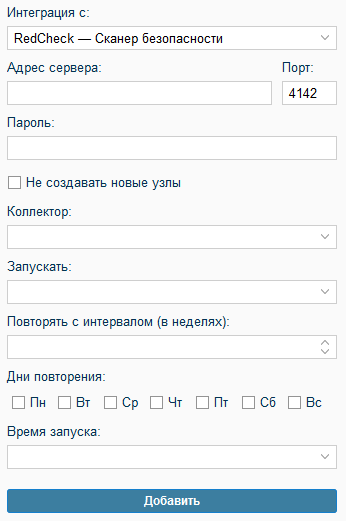 Интеграция с:
RedCheck — Сканер безопасности
Адрес сервера: Порт:
4142
Пароль:
Не создавать новые узлы
Коллектор:
Запускать:
Повторять с интервалом (в неделях):
Дни повторения:
Пн Вт Ср Чт Пт Сб Вс
Время запуска:
Добавить